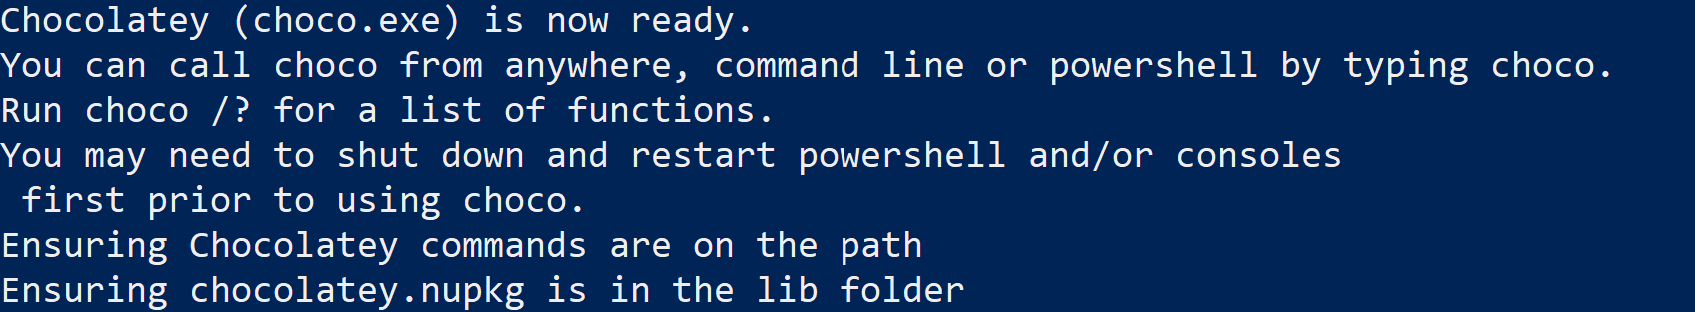 Chocolatey (choco.exe) is now ready.
You can call choco from anywhere, command line or powershell by typing choco.
Run choco /? for a list of functions.
You may need to shut down and restart powershell and/or consoles
 first prior to using choco.
Ensuring Chocolatey commands are on the path
Ensuring chocolatey.nupkg is in the lib folder